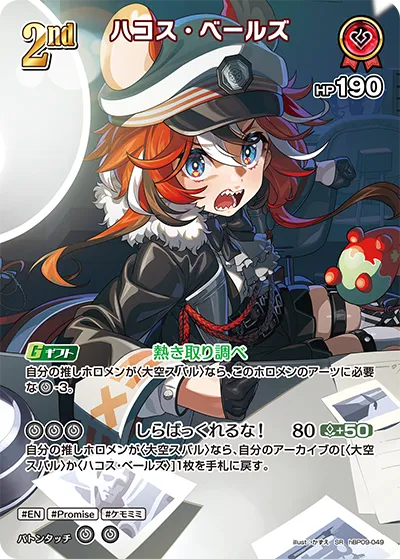 2nd
ハコス・ベールズ
HP190
Gギフト 熱き取り調べ
自分の推しホロメンが〈大空スバル〉なら、このホロメンのアーツに必要
な-3。
しらばっくれるな! 80 +50
自分の推しホロメンが〈大空スバル〉なら、自分のアーカイブの[〈大空
スバル〉か〈ハコス・ベールズ〉]1枚を手札に戻す。
#EN #Promise #ケモミミ
バトンタッチ
illust：かずえ SR hBP09-049